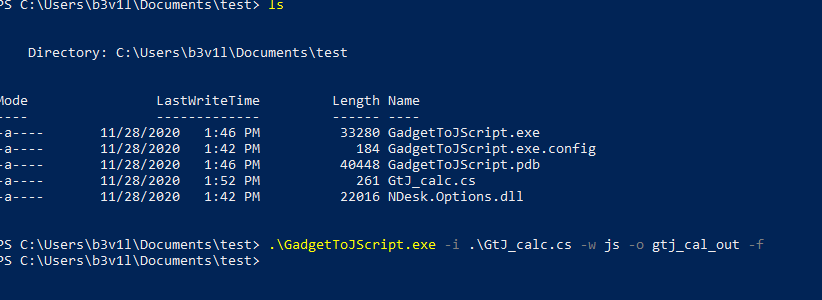 PS C:\Users\b3v1l\Documents\test> ls
Directory: C:\Users\b3v1l\Documents\test
Mode LastWriteTime Length Name
---- ------------- ------ ----
-a---- 11/28/2020 1:46 PM 33280 GadgetToJScript.exe
-a---- 11/28/2020 1:42 PM 184 GadgetToJScript.exe.config
-a---- 11/28/2020 1:46 PM 40448 GadgetToJScript.pdb
-a---- 11/28/2020 1:52 PM 261 GtJ_calc.cs
-a---- 11/28/2020 1:42 PM 22016 NDesk.Options.dll
PS C:\Users\b3v1l\Documents\test> .\GadgetToJScript.exe -i .\GtJ_calc.cs -w js -o gtj_cal_out -f
PS C:\Users\b3v1l\Documents\test>